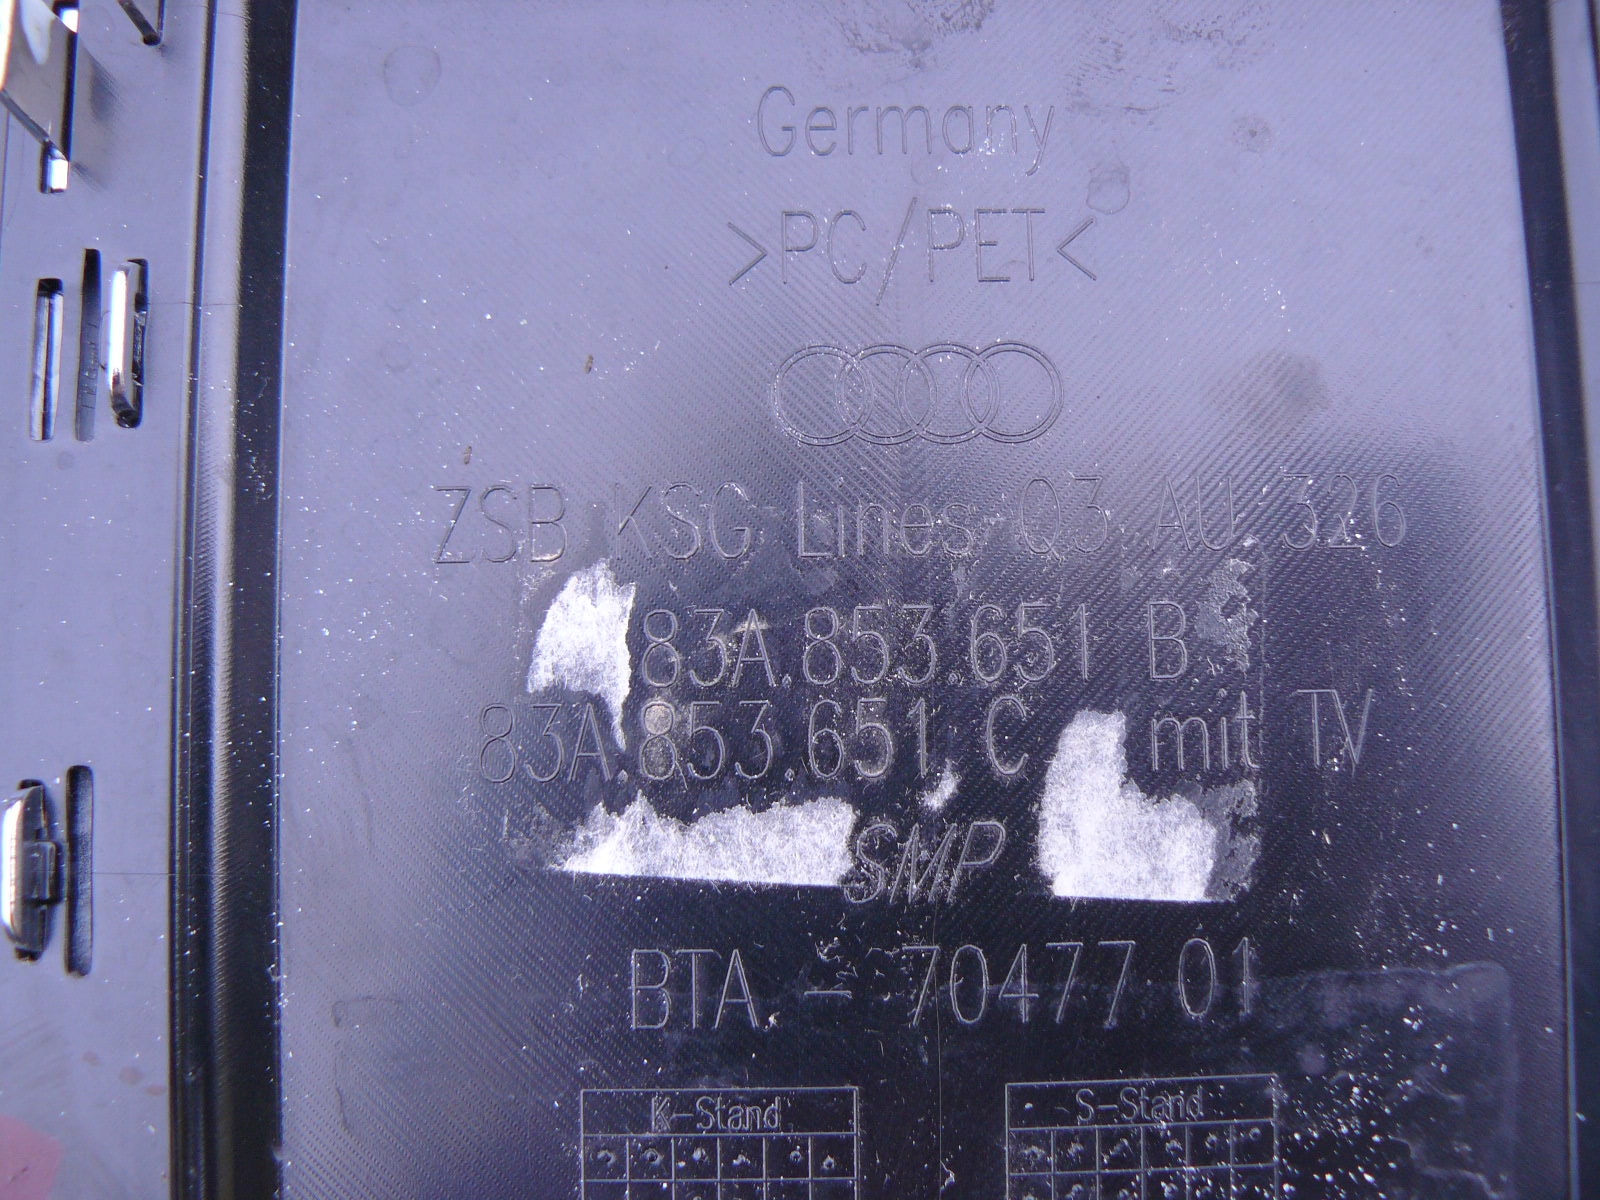 Germany
>PC/PET<
ZSB KSG Lines Q3 AU 326
83A.853.651 B
83A.853.651 C mit TV
SMP
BTA - 70477 01
K-Stand S-Stand